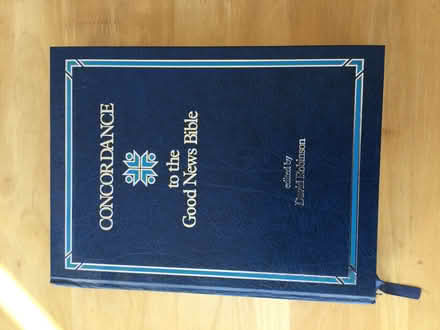 CONCORDANCE
to the
Good News Bible
edited by
David Robinson